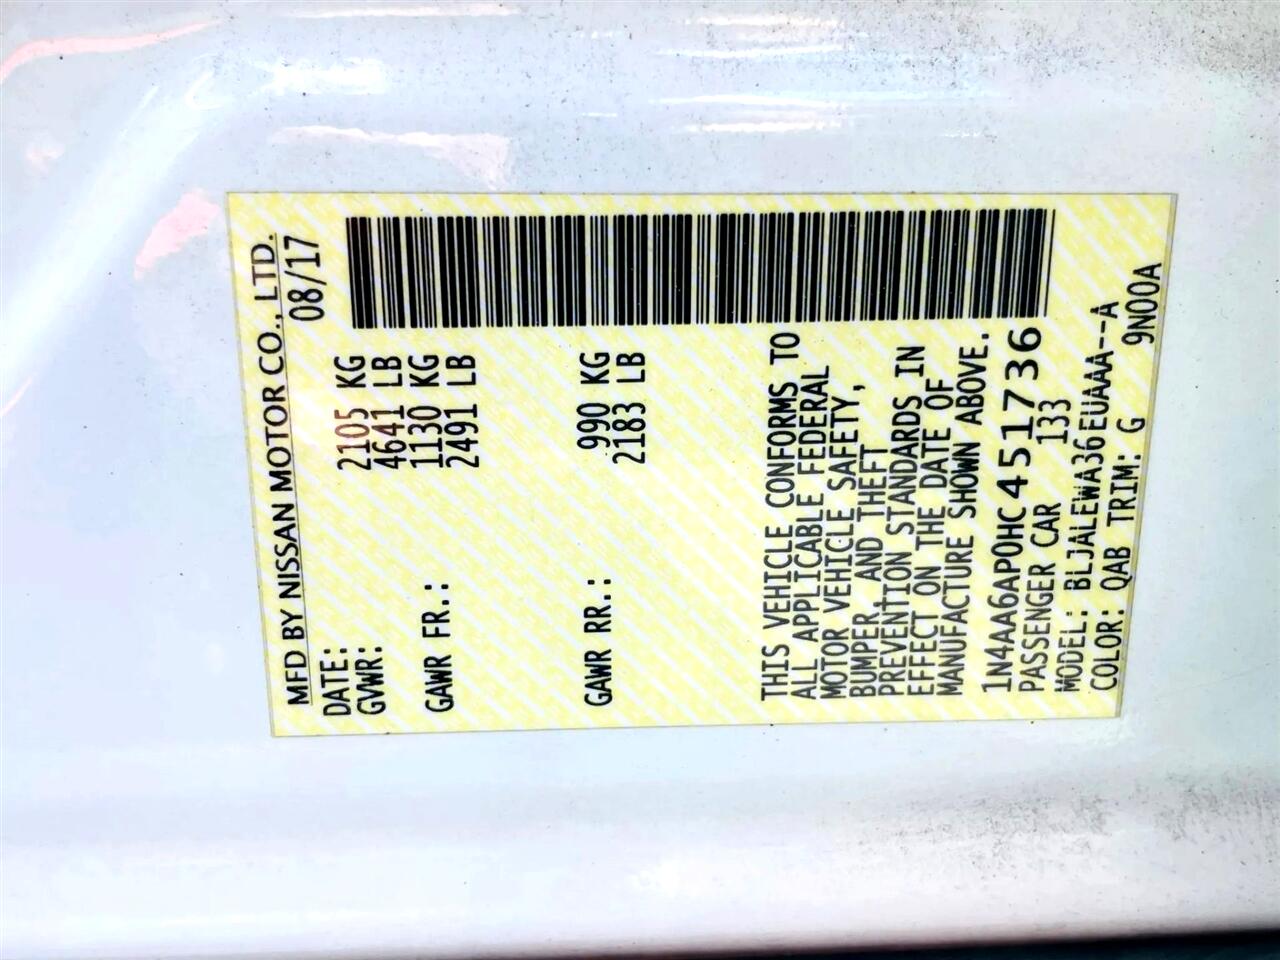 MFD BY NISSAN MOTOR CO., LTD.
DATE: 08/17
GVWR: 2105 KG
4641 LB
GAWR FR.: 1130 KG
2491 LB
GAWR RR.: 990 KG
2183 LB
THIS VEHICLE CONFORMS TO
ALL APPLICABLE FEDERAL
MOTOR VEHICLE SAFETY,
BUMPER, AND THEFT
PREVENTION STANDARDS IN
EFFECT ON THE DATE OF
MANUFACTURE SHOWN ABOVE.
1N4AA6AP0HC451736
PASSENGER CAR 133
MODEL: BLJALEWA36EUAAA--A
COLOR: QAB TRIM: G 9N00A